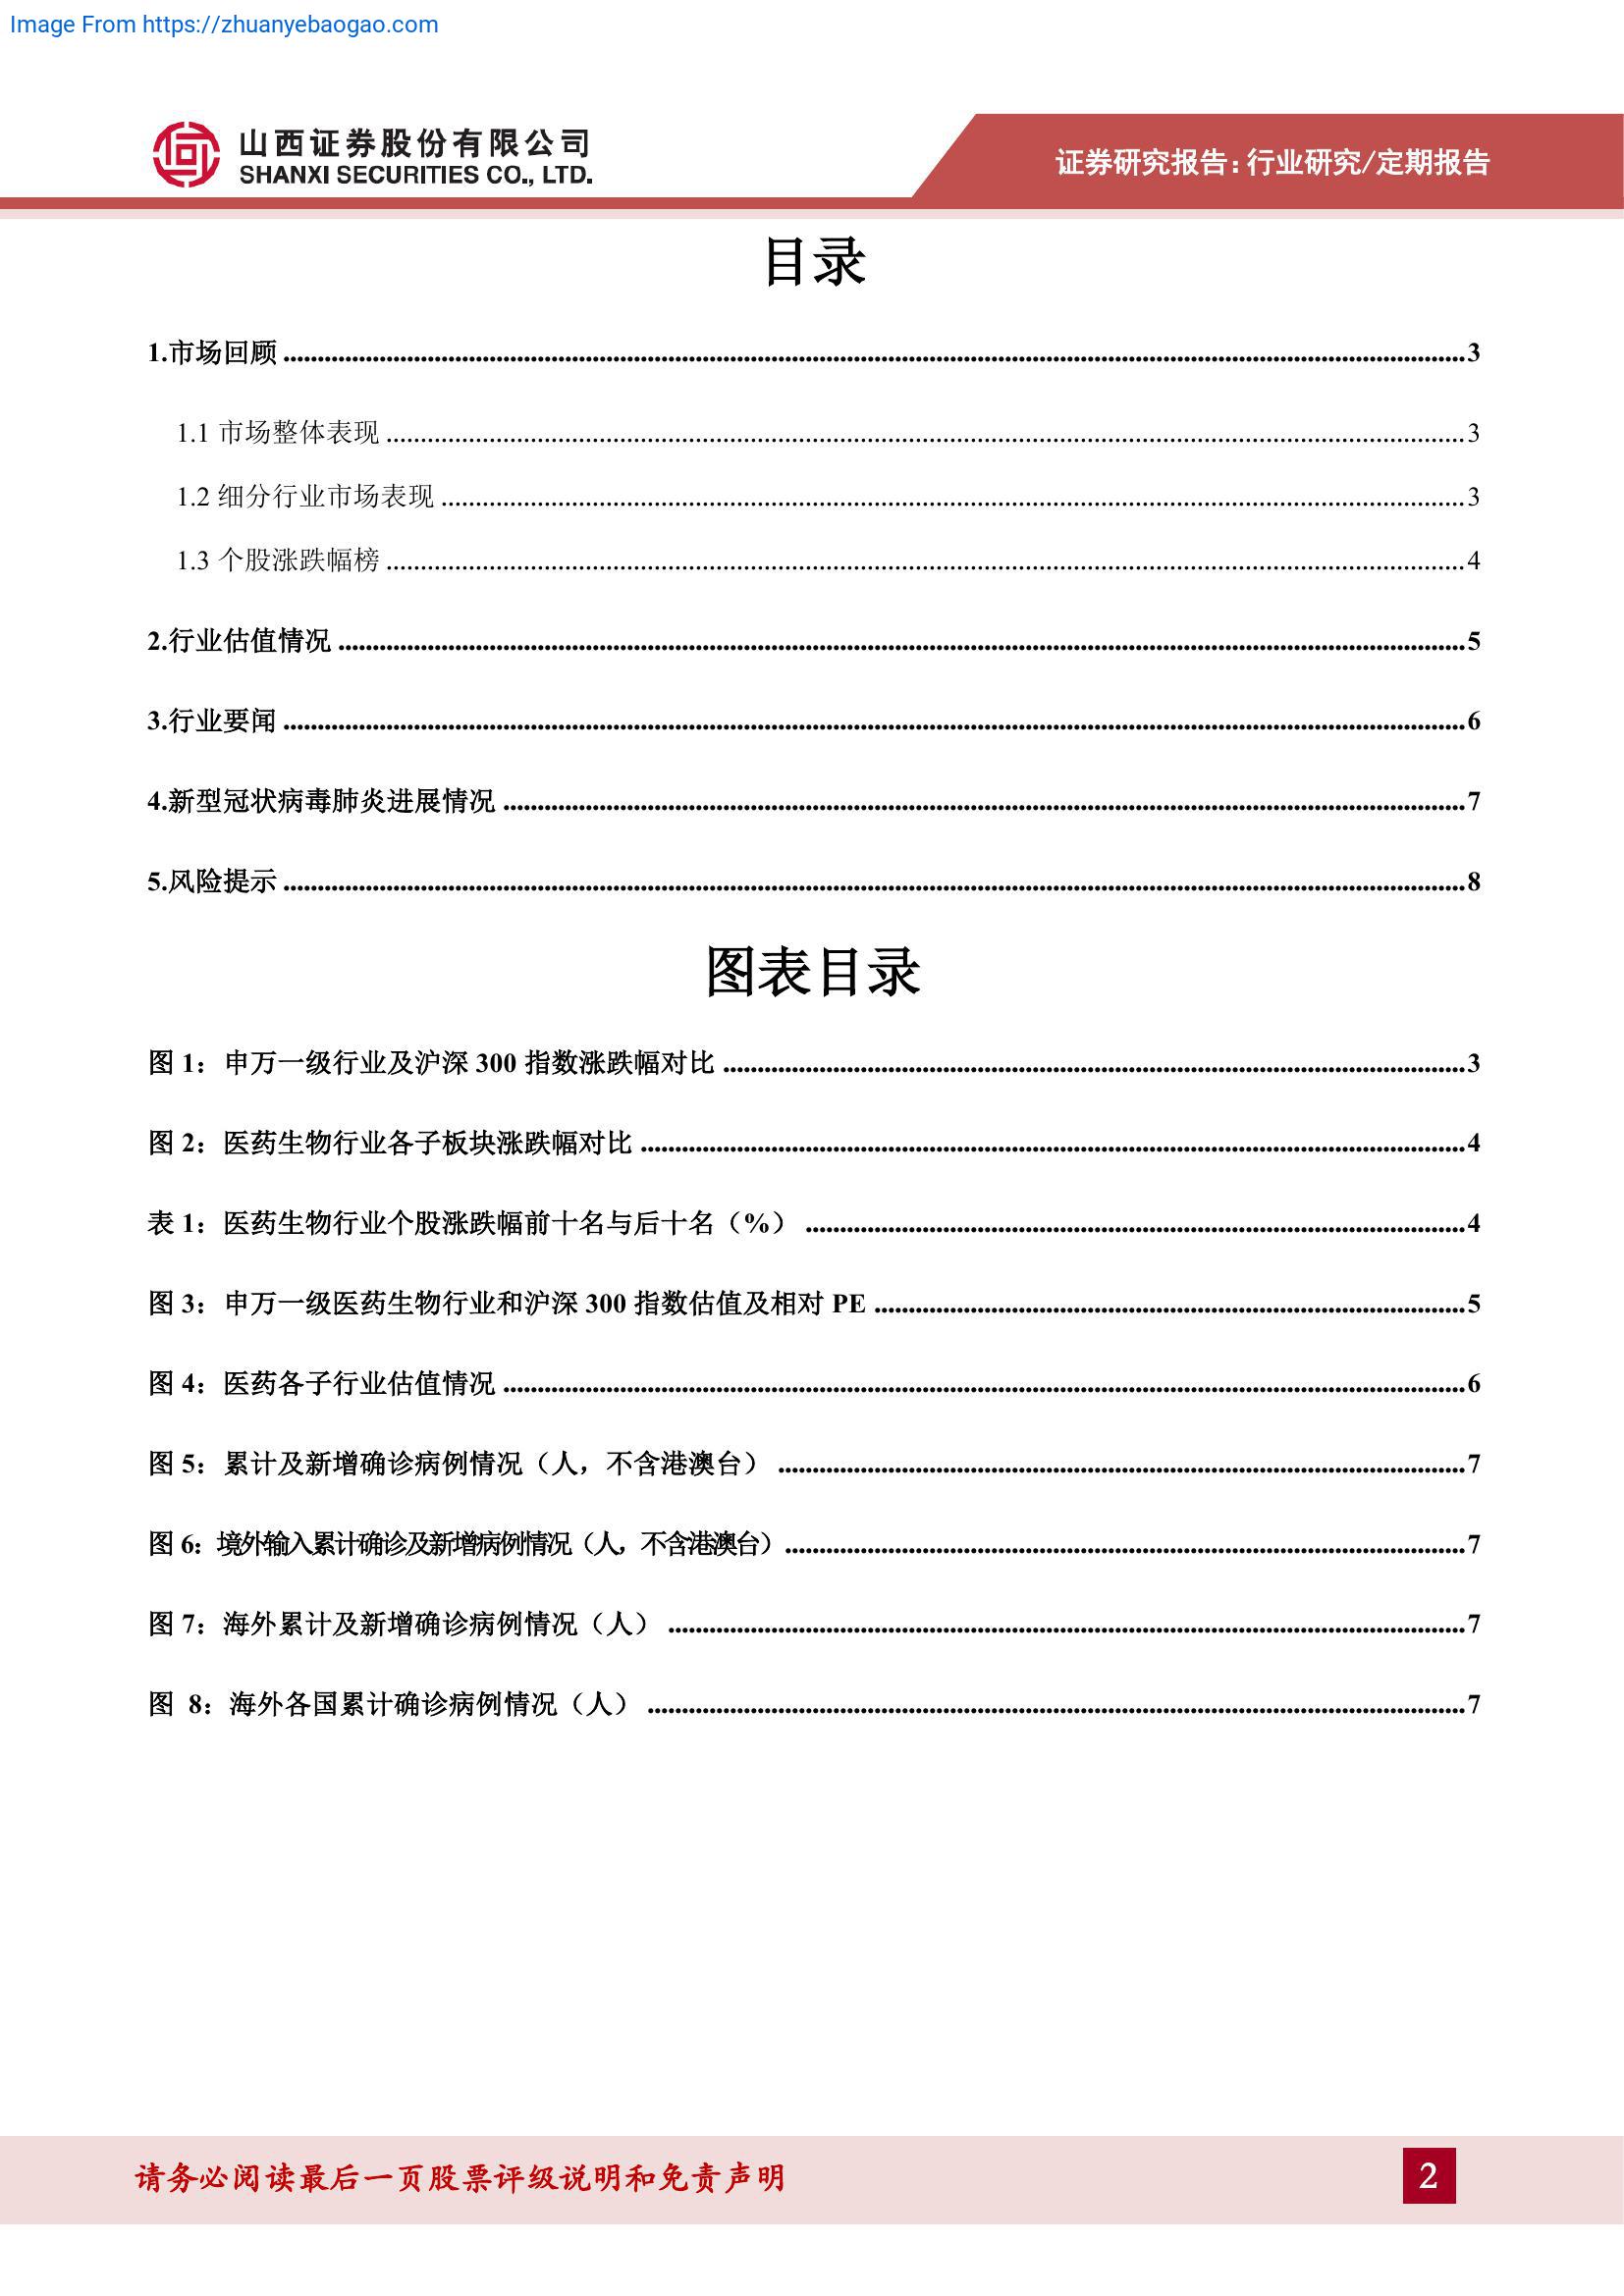 Image From https://zhuanyebaogao.com
山西证券股份有限公司
SHANXI SECURITIES CO., LTD.
证券研究报告:行业研究/定期报告
目录
1.市场回顾 3
1.1 市场整体表现 3
1.2 细分行业市场表现 3
1.3 个股涨跌幅榜 4
2.行业估值情况 5
3.行业要闻 6
4.新型冠状病毒肺炎进展情况 7
5.风险提示 8
图表目录
图 1：申万一级行业及沪深 300 指数涨跌幅对比 3
图 2：医药生物行业各子板块涨跌幅对比 4
表 1：医药生物行业个股涨跌幅前十名与后十名（%） 4
图 3：申万一级医药生物行业和沪深 300 指数估值及相对 PE 5
图 4：医药各子行业估值情况 6
图 5：累计及新增确诊病例情况（人，不含港澳台） 7
图 6：境外输入累计确诊及新增病例情况（人，不含港澳台） 7
图 7：海外累计及新增确诊病例情况（人） 7
图 8：海外各国累计确诊病例情况（人） 7
请务必阅读最后一页股票评级说明和免责声明
2